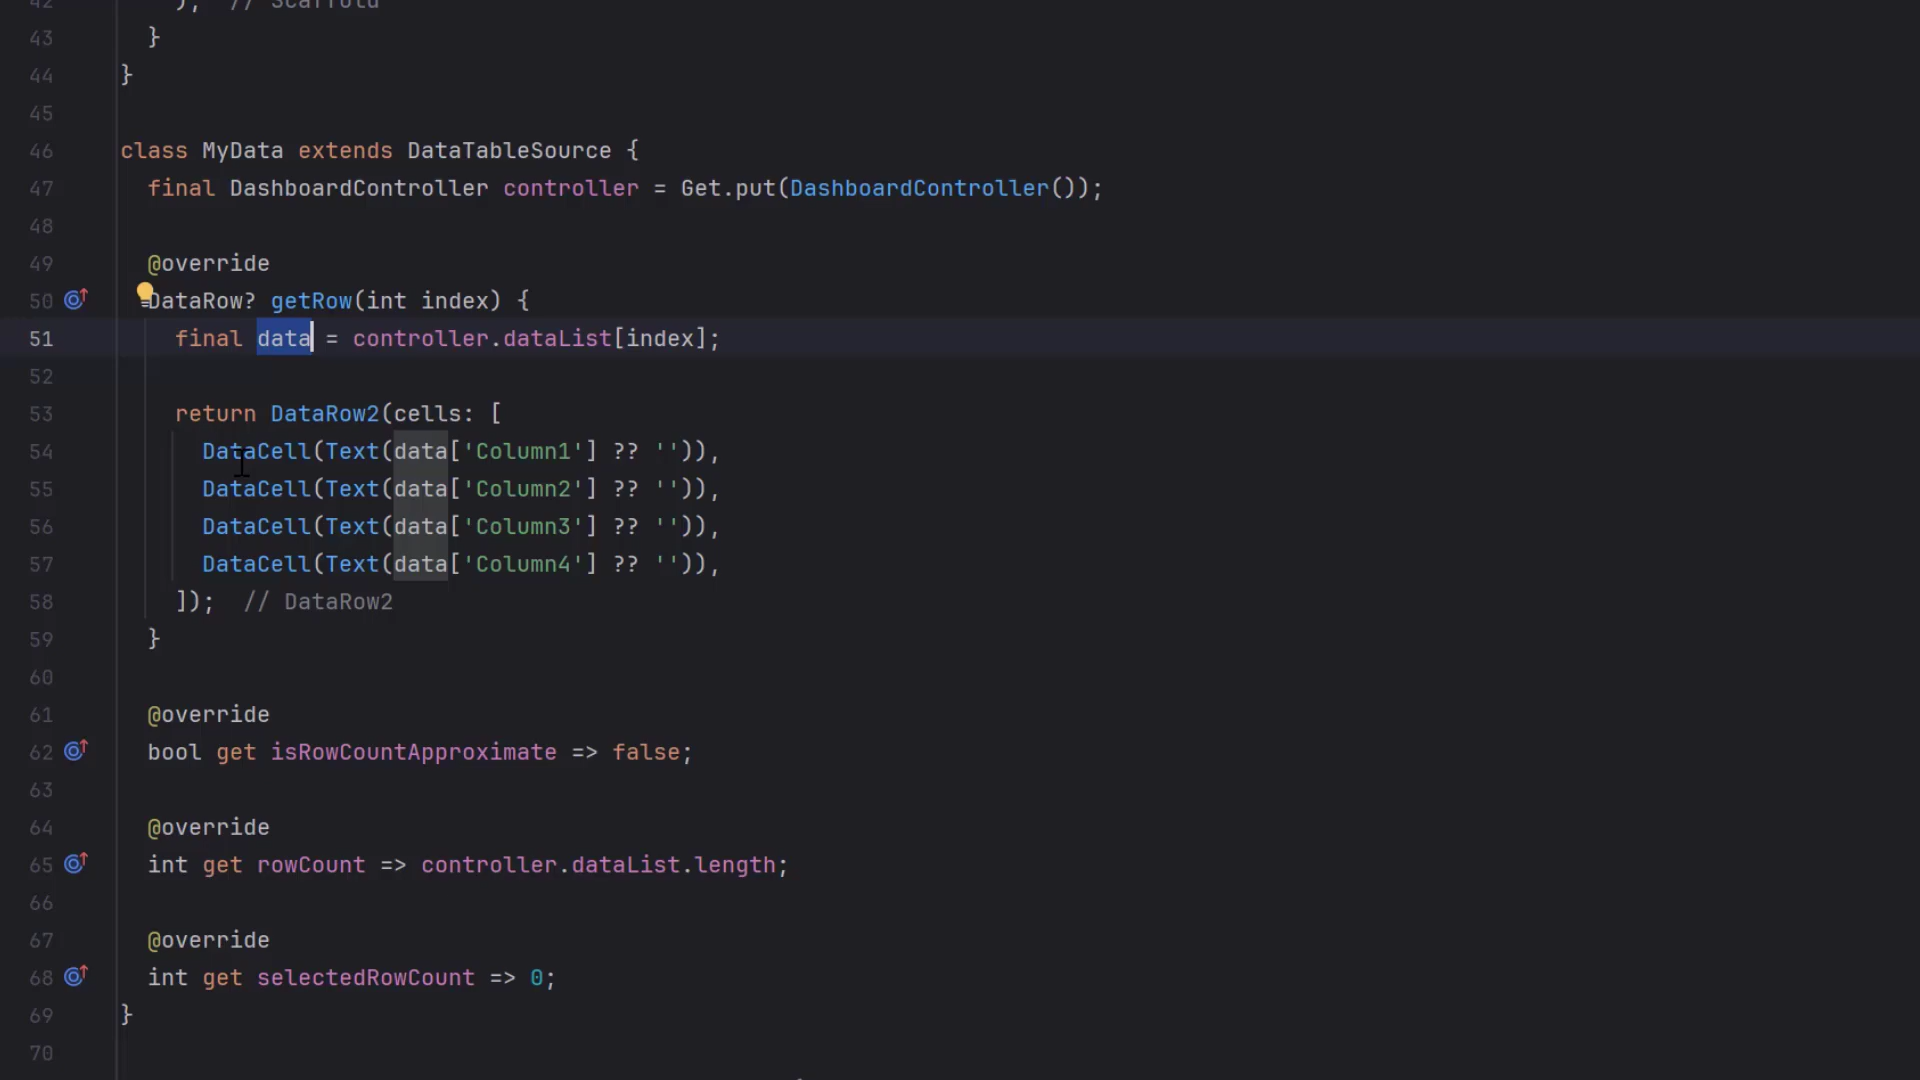 42 ); // Scaffold
43 }
44 }
45
46 class MyData extends DataTableSource {
47 final DashboardController controller = Get.put(DashboardController());
48
49 @override
50 DataRow? getRow(int index) {
51 final data = controller.dataList[index];
52
53 return DataRow2(cells: [
54 DataCell(Text(data['Column1'] ?? '')),
55 DataCell(Text(data['Column2'] ?? '')),
56 DataCell(Text(data['Column3'] ?? '')),
57 DataCell(Text(data['Column4'] ?? '')),
58 ]); // DataRow2
59 }
60
61 @override
62 bool get isRowCountApproximate => false;
63
64 @override
65 int get rowCount => controller.dataList.length;
66
67 @override
68 int get selectedRowCount => 0;
69 }
70